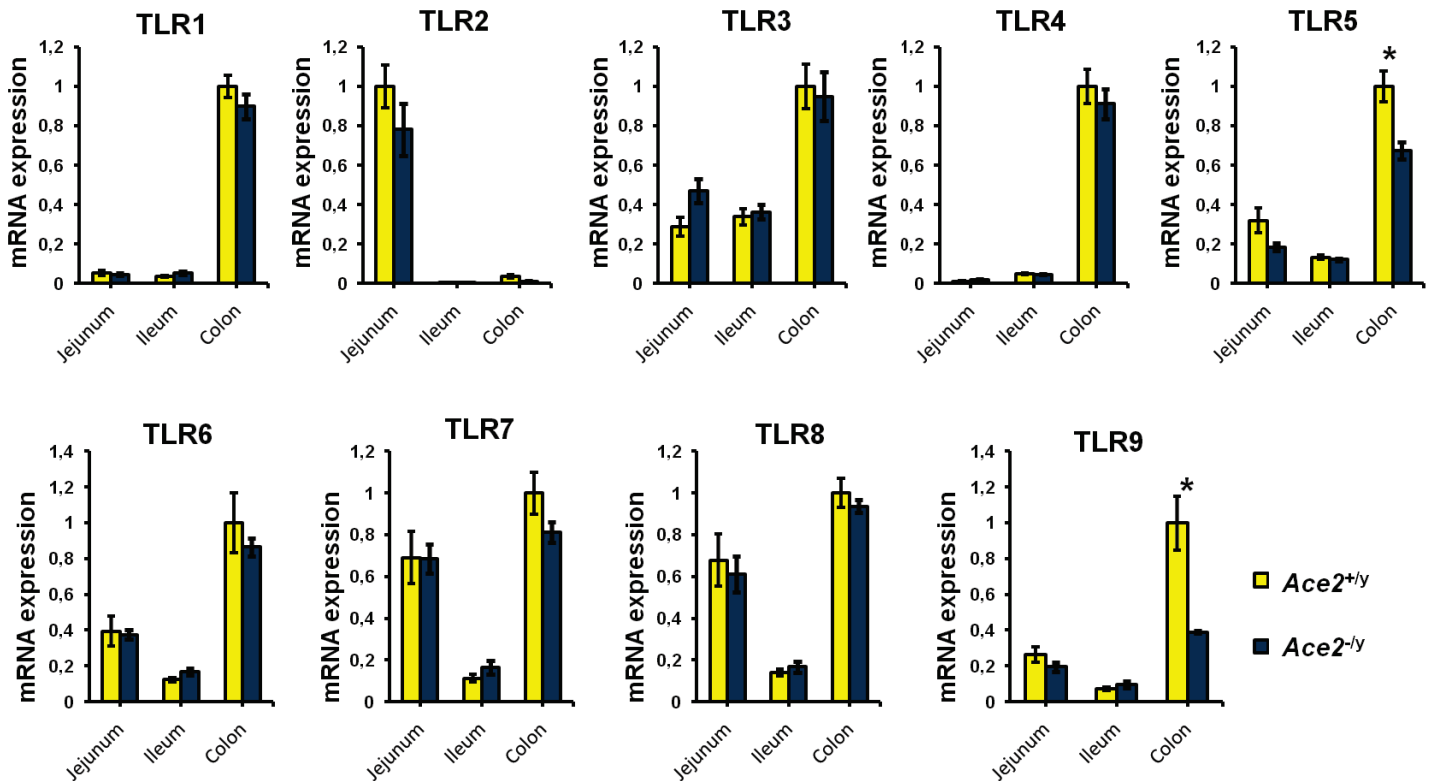 TLR1
mRNA expression
1,2
1
0,8
0,6
0,4
0,2
0
Jejunum
Ileum
Colon
TLR2
mRNA expression
1,2
1
0,8
0,6
0,4
0,2
0
Jejunum
Ileum
Colon
TLR3
mRNA expression
1,2
1
0,8
0,6
0,4
0,2
0
Jejunum
Ileum
Colon
TLR4
mRNA expression
1,2
1
0,8
0,6
0,4
0,2
0
Jejunum
Ileum
Colon
TLR5
mRNA expression
1,2
1
0,8
0,6
0,4
0,2
0
*
Jejunum
Ileum
Colon
TLR6
mRNA expression
1,4
1,2
1
0,8
0,6
0,4
0,2
0
Jejunum
Ileum
Colon
TLR7
mRNA expression
1,2
1
0,8
0,6
0,4
0,2
0
Jejunum
Ileum
Colon
TLR8
mRNA expression
1,2
1
0,8
0,6
0,4
0,2
0
Jejunum
Ileum
Colon
TLR9
mRNA expression
1,4
1,2
1
0,8
0,6
0,4
0,2
0
*
Jejunum
Ileum
Colon
Ace2+/y
Ace2-/y